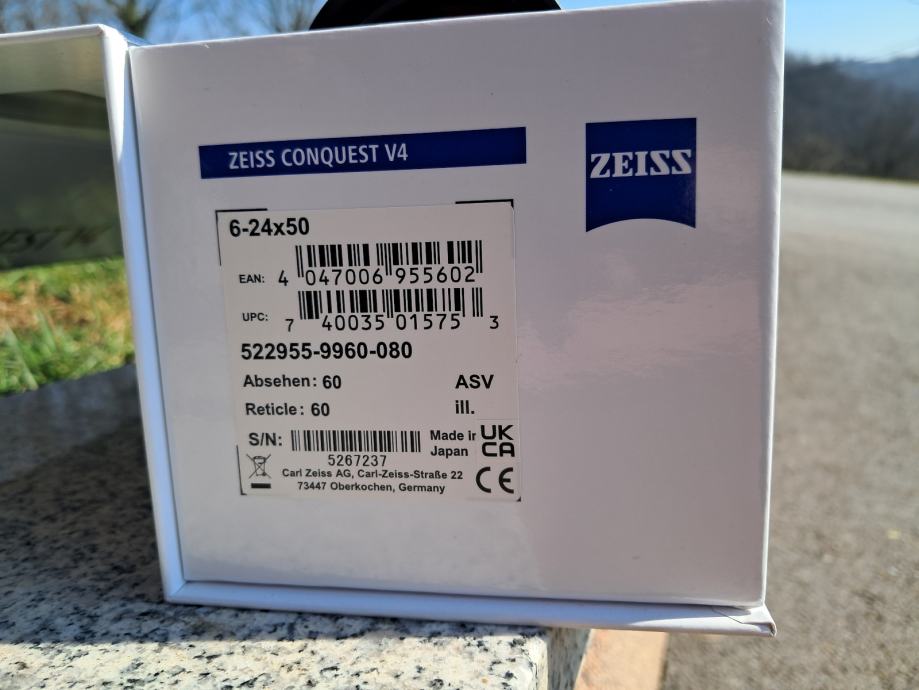 ZEISS CONQUEST V4
ZEISS
6-24x50
EAN: 4 047006 955602
UPC: 7 40035 01575 3
522955-9960-080
Absehen: 60 ASV
Reticle: 60 ill.
S/N: Made in UK
Japan CA
5267237
Carl Zeiss AG, Carl-Zeiss-Straße 22
73447 Oberkochen, Germany CE